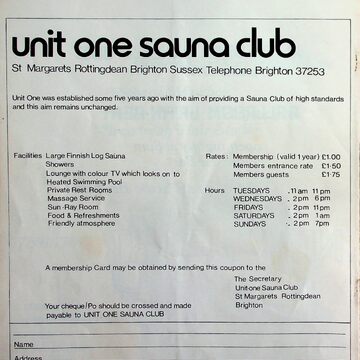 unit one sauna club
St Margarets Rottingdean Brighton Sussex Telephone Brighton 37253
Unit One was established some five years ago with the aim of providing a Sauna Club of high standards
and this aim remains unchanged.
Facilities Large Finnish Log Sauna
Showers
Lounge with colour TV which looks on to
Heated Swimming Pool
Private Rest Rooms
Massage Service
Sun-Ray Room
Food & Refreshments
Friendly atmosphere
Rates: Membership (valid 1 year) £1.00
Members entrance rate £1·50
Members guests £1·75
Hours TUESDAYS . 11am 11pm
WEDNESDAYS . 2pm 6pm
FRIDAYS . 2pm 11pm
SATURDAYS . 2pm 1am
SUNDAYS . 2pm 7pm
A membership Card may be obtained by sending this coupon to the
The Secretary
Unit one Sauna Club
St Margarets Rottingdean
Brighton
Your cheque/Po should be crossed and made
payable to UNIT ONE SAUNA CLUB
Name
Address